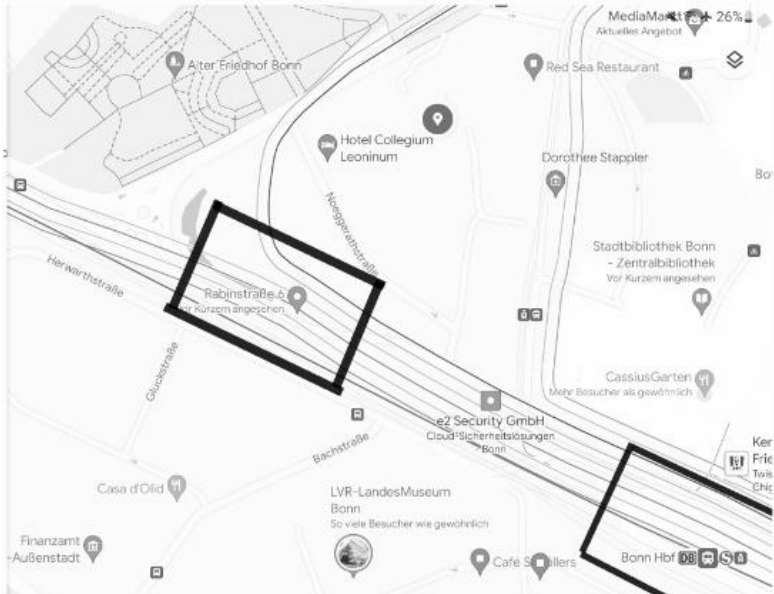 MediaMarkt
26%
Aktuelles Angebot
Alter Friedhof Bonn
Red Sea Restaurant
Hotel Collegium
Leoninum
Dorothee Stappler
Noeggerathstraße
Stadtbibliothek Bonn
- Zentralbibliothek
Vor Kurzem angesehen
Herwarthstraße
Rabinstraße 6
Vor Kurzem angesehen
Gluckstraße
CassiusGarten
Mehr Besucher als gewöhnlich
e2 Security GmbH
Cloud-Sicherheitslösungen
Bonn
Bachstraße
Casa d'Olid
LVR-LandesMuseum
Bonn
So viele Besucher wie gewöhnlich
Finanzamt
-Außenstadt
Café
Bonn Hbf
DB
S